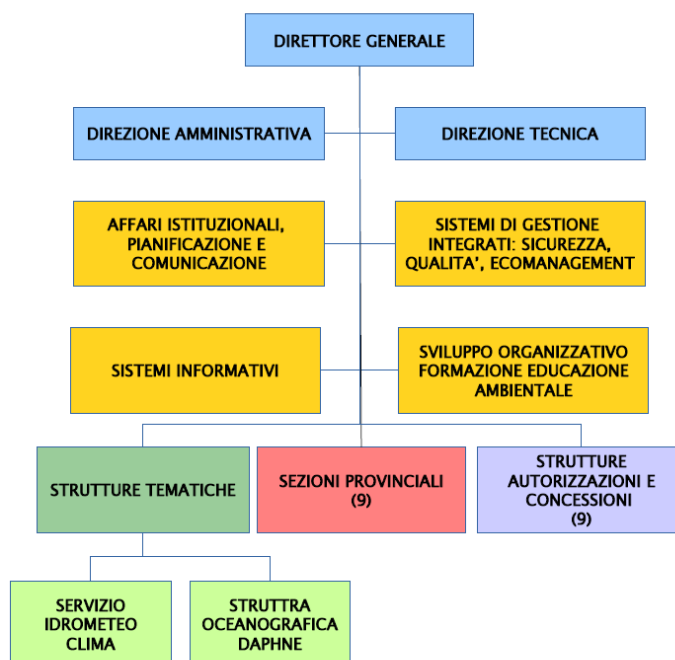 DIRETTORE GENERALE
DIREZIONE AMMINISTRATIVA
DIREZIONE TECNICA
AFFARI ISTITUZIONALI,
PIANIFICAZIONE E
COMUNICAZIONE
SISTEMI DI GESTIONE
INTEGRATI: SICUREZZA,
QUALITA', ECOMANAGEMENT
SISTEMI INFORMATIVI
SVILUPPO ORGANIZZATIVO
FORMAZIONE EDUCAZIONE
AMBIENTALE
STRUTTURE TEMATICHE
SEZIONI PROVINCIALI
(9)
STRUTTURE
AUTORIZZAZIONI E
CONCESSIONI
(9)
SERVIZIO
IDROMETEO
CLIMA
STRUTTRA
OCEANOGRAFICA
DAPHNE